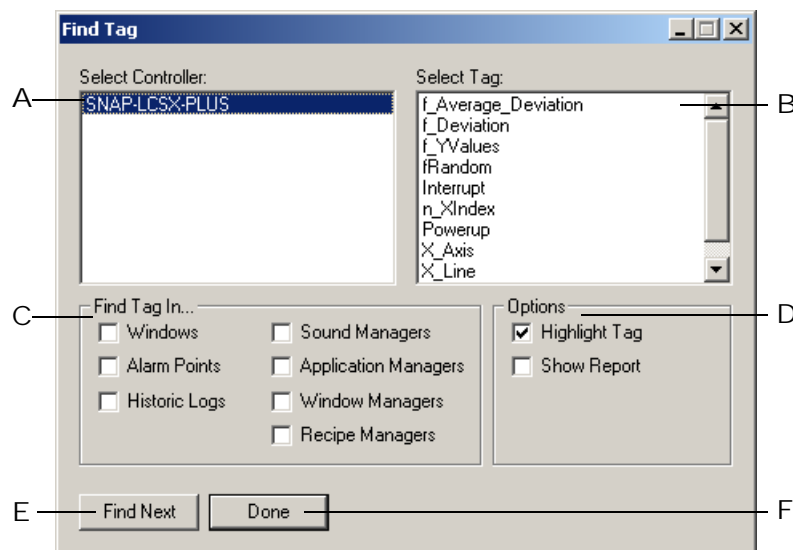 Find Tag
Select Controller:
Select Tag:
A
SNAP-LCSX-PLUS
f_Average_Deviation
B
f_Deviation
f_YValues
fRandom
Interrupt
n_XIndex
Powerup
X_Axis
X_Line
C
Find Tag In...
Options
D
Windows
Sound Managers
Highlight Tag
Alarm Points
Application Managers
Show Report
Historic Logs
Window Managers
Recipe Managers
E
Find Next
Done
F